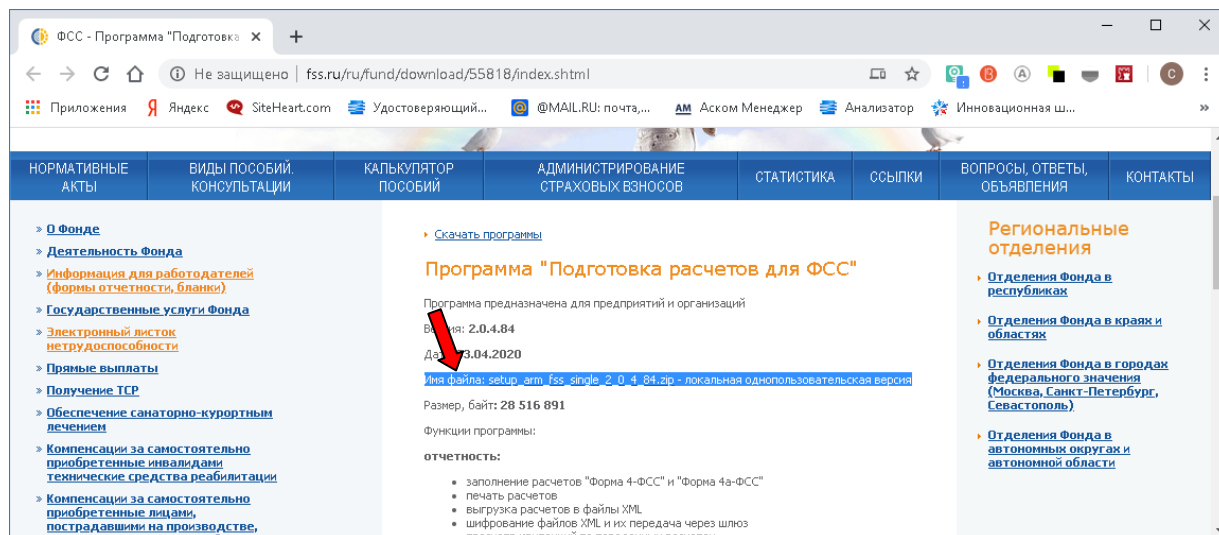 ФСС - Программа "Подготовка
Не защищено | fss.ru/ru/fund/download/55818/index.shtml
Приложения Яндекс SiteHeart.com Удостоверяющий... @MAIL.RU: почта,... АМ Аском Менеджер Анализатор Инновационная ш... »
НОРМАТИВНЫЕ АКТЫ
ВИДЫ ПОСОБИЙ. КОНСУЛЬТАЦИИ
КАЛЬКУЛЯТОР ПОСОБИЙ
АДМИНИСТРИРОВАНИЕ СТРАХОВЫХ ВЗНОСОВ
СТАТИСТИКА
ССЫЛКИ
ВОПРОСЫ, ОТВЕТЫ, ОБЪЯВЛЕНИЯ
КОНТАКТЫ
» О Фонде
» Деятельность Фонда
» Информация для работодателей
(формы отчетности, бланки)
» Государственные услуги Фонда
» Электронный листок
нетрудоспособности
» Прямые выплаты
» Получение ТСР
» Обеспечение санаторно-курортным
лечением
» Компенсации за самостоятельно
приобретенные инвалидами
технические средства реабилитации
» Компенсации за самостоятельно
приобретенные лицами,
пострадавшими на производстве,
Скачать программы
Программа "Подготовка расчетов для ФСС"
Программа предназначена для предприятий и организаций
2.0.4.84
3.04.2020
Имя файла: setup_arm_fss_single_2_0_4_84.zip - локальная однопользовательская версия
Размер, байт: 28 516 891
Функции программы:
отчетность:
• заполнение расчетов "Форма 4-ФСС" и "Форма 4а-ФСС"
• печать расчетов
• выгрузка расчетов в файлы XML
• шифрование файлов XML и их передача через шлюз
Региональные
отделения
Отделения Фонда в
республиках
Отделения Фонда в краях и
областях
Отделения Фонда в городах
федерального значения
(Москва, Санкт-Петербург,
Севастополь)
Отделения Фонда в
автономных округах и
автономной области